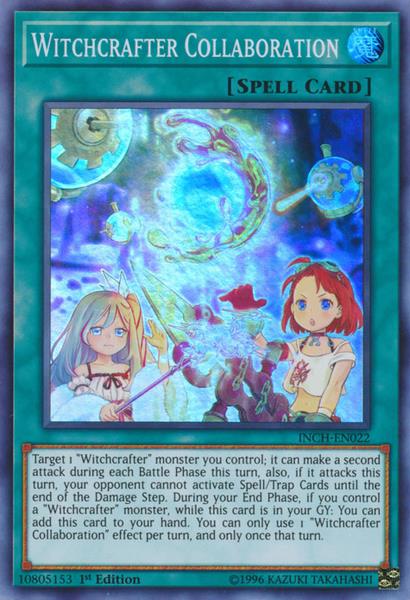 WITCHCRAFTER COLLABORATION
魔
[SPELL CARD]
INCH-EN022
Target 1 "Witchcrafter" monster you control; it can make a second
attack during each Battle Phase this turn, also, if it attacks this
turn, your opponent cannot activate Spell/Trap Cards until the
end of the Damage Step. During your End Phase, if you control
a "Witchcrafter" monster, while this card is in your GY: You can
add this card to your hand. You can only use 1 "Witchcrafter
Collaboration" effect per turn, and only once that turn.
10805153 1st Edition ©1996 KAZUKI TAKAHASHI